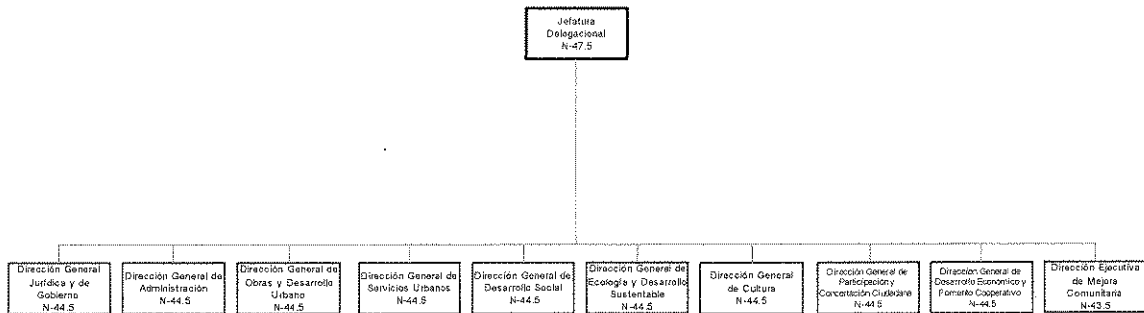 Jefatura
Delegacional
N-47.5
Dirección General
Jurídica y de
Gobierno
N-44.5
Dirección General de
Administración
N-44.5
Dirección General de
Obras y Desarrollo
Urbano
N-44.5
Dirección General de
Servicios Urbanos
N-44.5
Dirección General de
Desarrollo Social
N-44.5
Dirección General de
Ecología y Desarrollo
Sustentable
N-44.5
Dirección General
de Cultura
N-44.5
Dirección General de
Participación y
Concertación Ciudadana
N-44.5
Dirección General de
Desarrollo Económico y
Fomento Cooperativo
N-44.5
Dirección Ejecutiva
de Mejora
Comunitaria
N-43.5